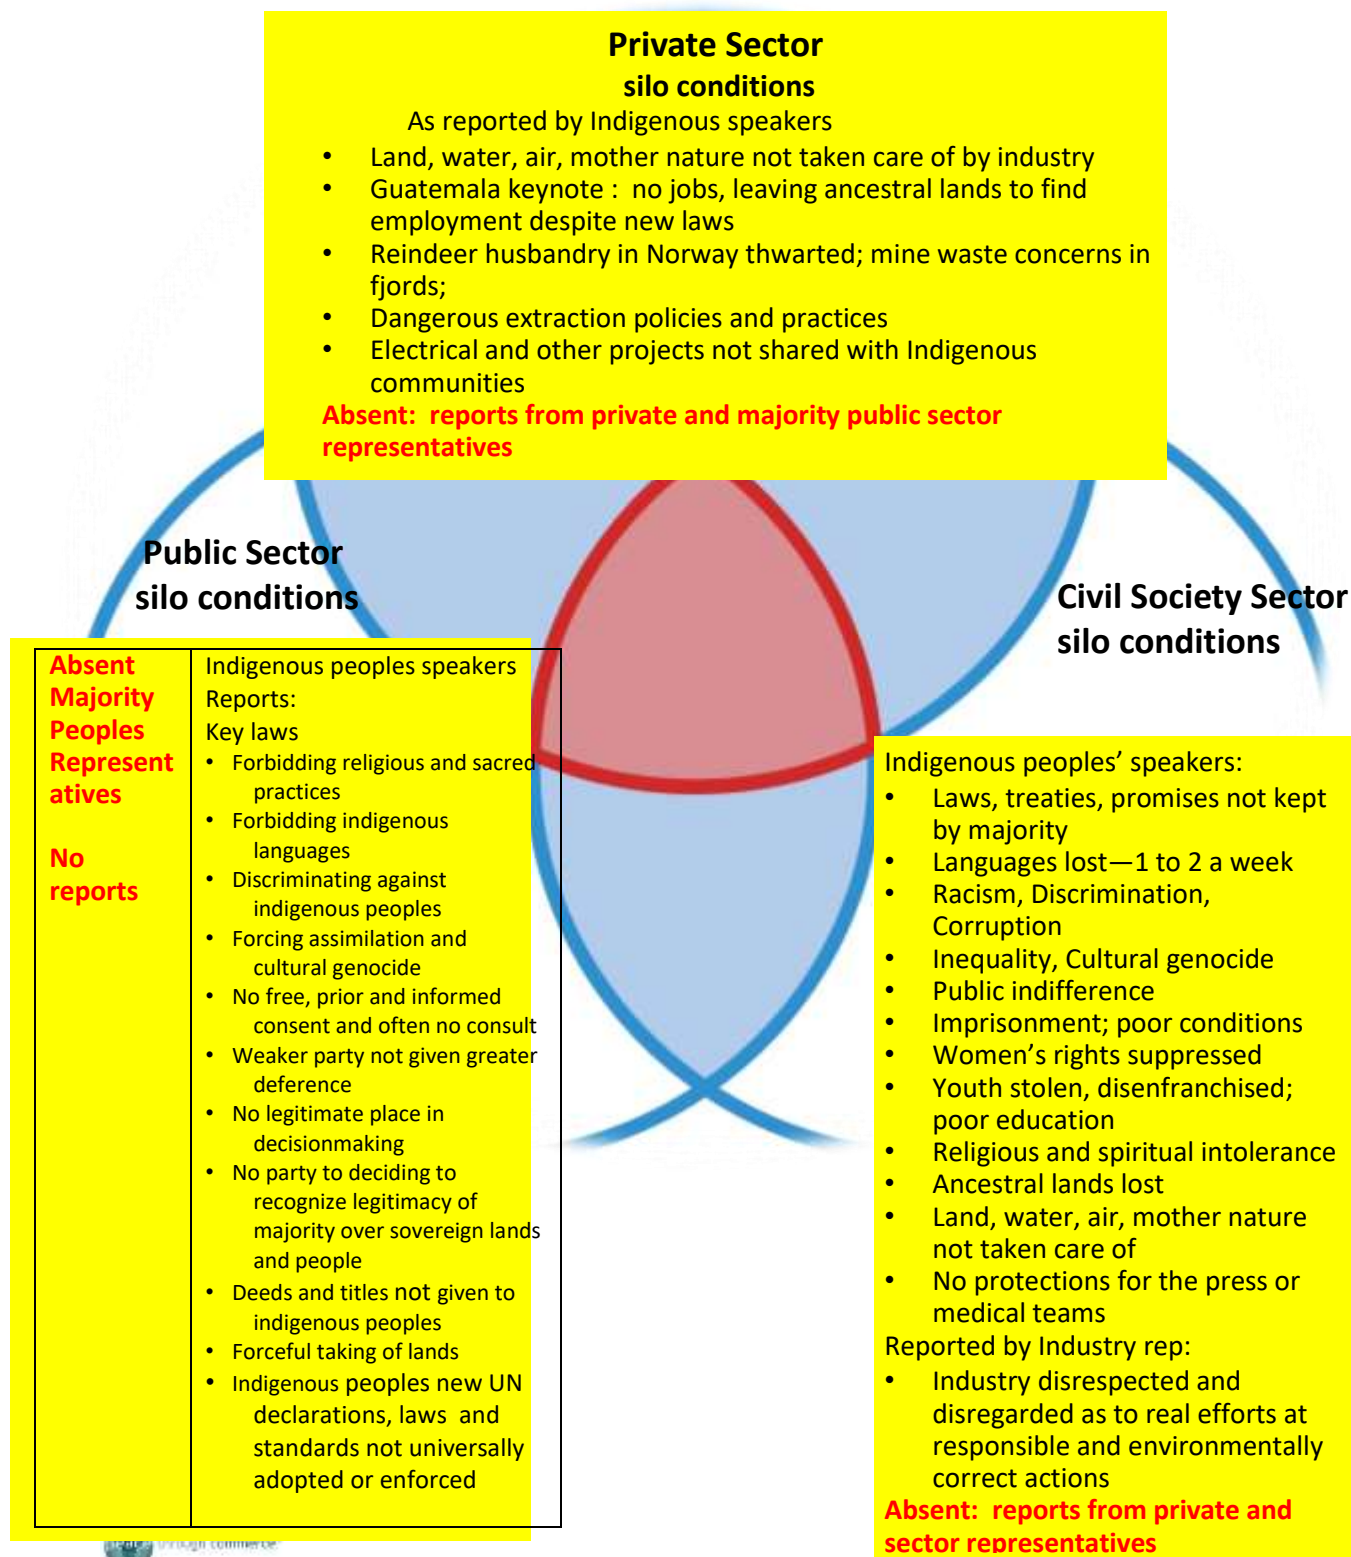 Private Sector
silo conditions
As reported by Indigenous speakers
• Land, water, air, mother nature not taken care of by industry
• Guatemala keynote : no jobs, leaving ancestral lands to find
employment despite new laws
• Reindeer husbandry in Norway thwarted; mine waste concerns in
fjords;
• Dangerous extraction policies and practices
• Electrical and other projects not shared with Indigenous
communities
Absent: reports from private and majority public sector
representatives
Public Sector
silo conditions
Absent
Majority
Peoples
Represent
atives
No
reports
Indigenous peoples speakers
Reports:
Key laws
• Forbidding religious and sacred
practices
• Forbidding indigenous
languages
• Discriminating against
indigenous peoples
• Forcing assimilation and
cultural genocide
• No free, prior and informed
consent and often no consult
• Weaker party not given greater
deference
• No legitimate place in
decisionmaking
• No party to deciding to
recognize legitimacy of
majority over sovereign lands
and people
• Deeds and titles not given to
indigenous peoples
• Forceful taking of lands
• Indigenous peoples new UN
declarations, laws and
standards not universally
adopted or enforced
Civil Society Sector
silo conditions
Indigenous peoples’ speakers:
• Laws, treaties, promises not kept
by majority
• Languages lost—1 to 2 a week
• Racism, Discrimination,
Corruption
• Inequality, Cultural genocide
• Public indifference
• Imprisonment; poor conditions
• Women’s rights suppressed
• Youth stolen, disenfranchised;
poor education
• Religious and spiritual intolerance
• Ancestral lands lost
• Land, water, air, mother nature
not taken care of
• No protections for the press or
medical teams
Reported by Industry rep:
• Industry disrespected and
disregarded as to real efforts at
responsible and environmentally
correct actions
Absent: reports from private and
sector representatives
through commerce